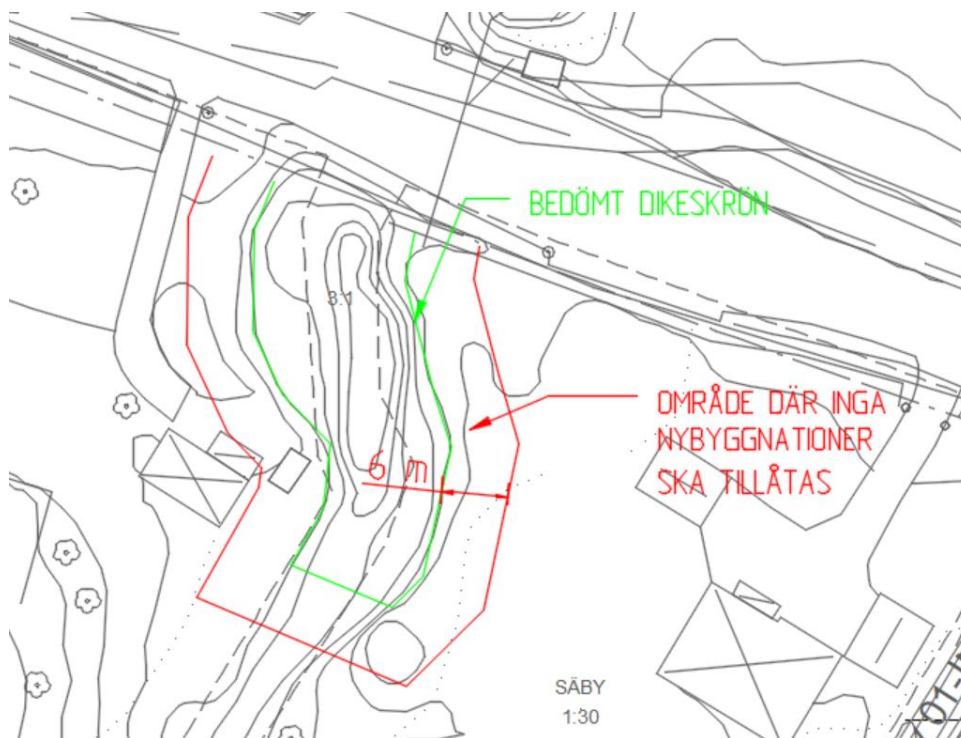 BEDÖMT DIKESKRÖN
3:1
OMRÅDE DÄR INGA
NYBYGGNATIONER
SKA TILLÅTAS
6 m
SÄBY
1:30